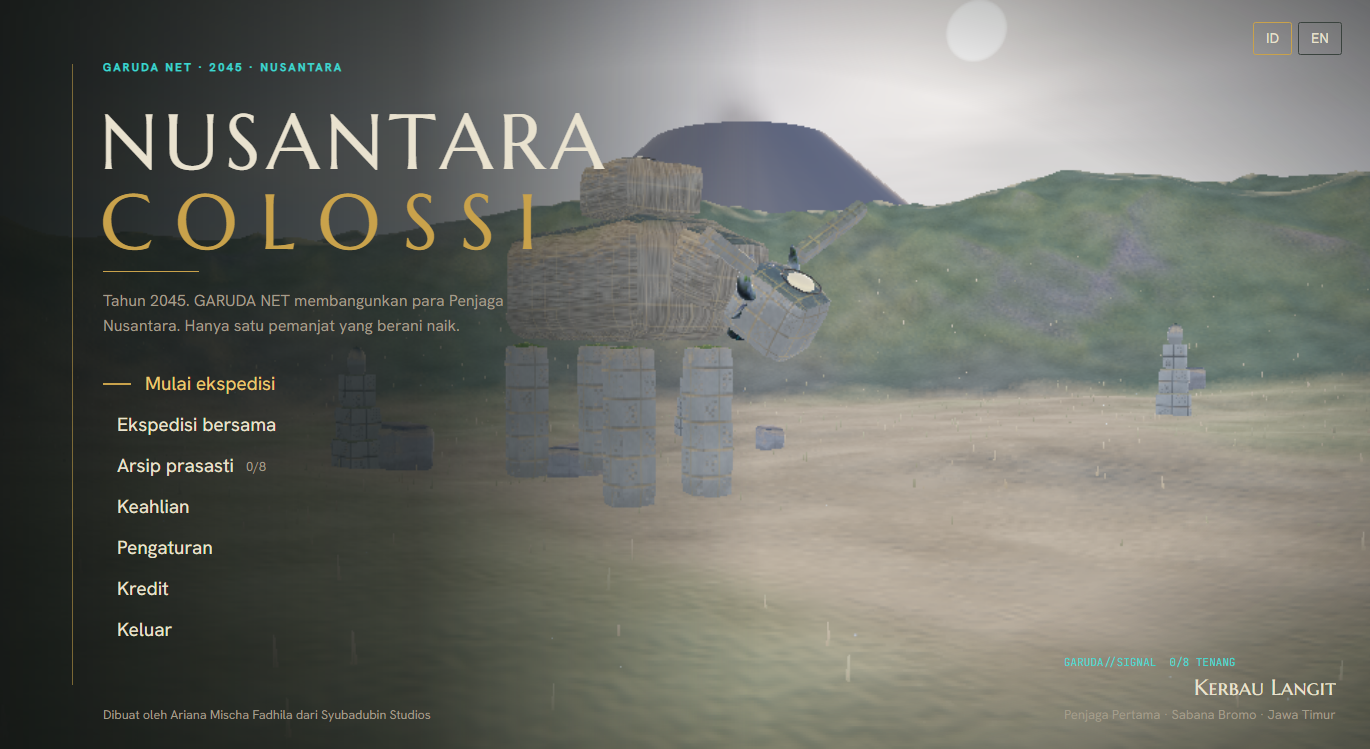 ID
EN
GARUDA NET · 2045 · NUSANTARA
NUSANTARA
COLOSSI
Tahun 2045. GARUDA NET membangunkan para Penjaga
Nusantara. Hanya satu pemanjat yang berani naik.
Mulai ekspedisi
Ekspedisi bersama
Arsip prasasti 0/8
Keahlian
Pengaturan
Kredit
Keluar
Dibuat oleh Ariana Mischa Fadhila dari Syubadubin Studios
GARUDA//SIGNAL 0/8 TENANG
Kerbau Langit
Penjaga Pertama · Sabana Bromo · Jawa Timur